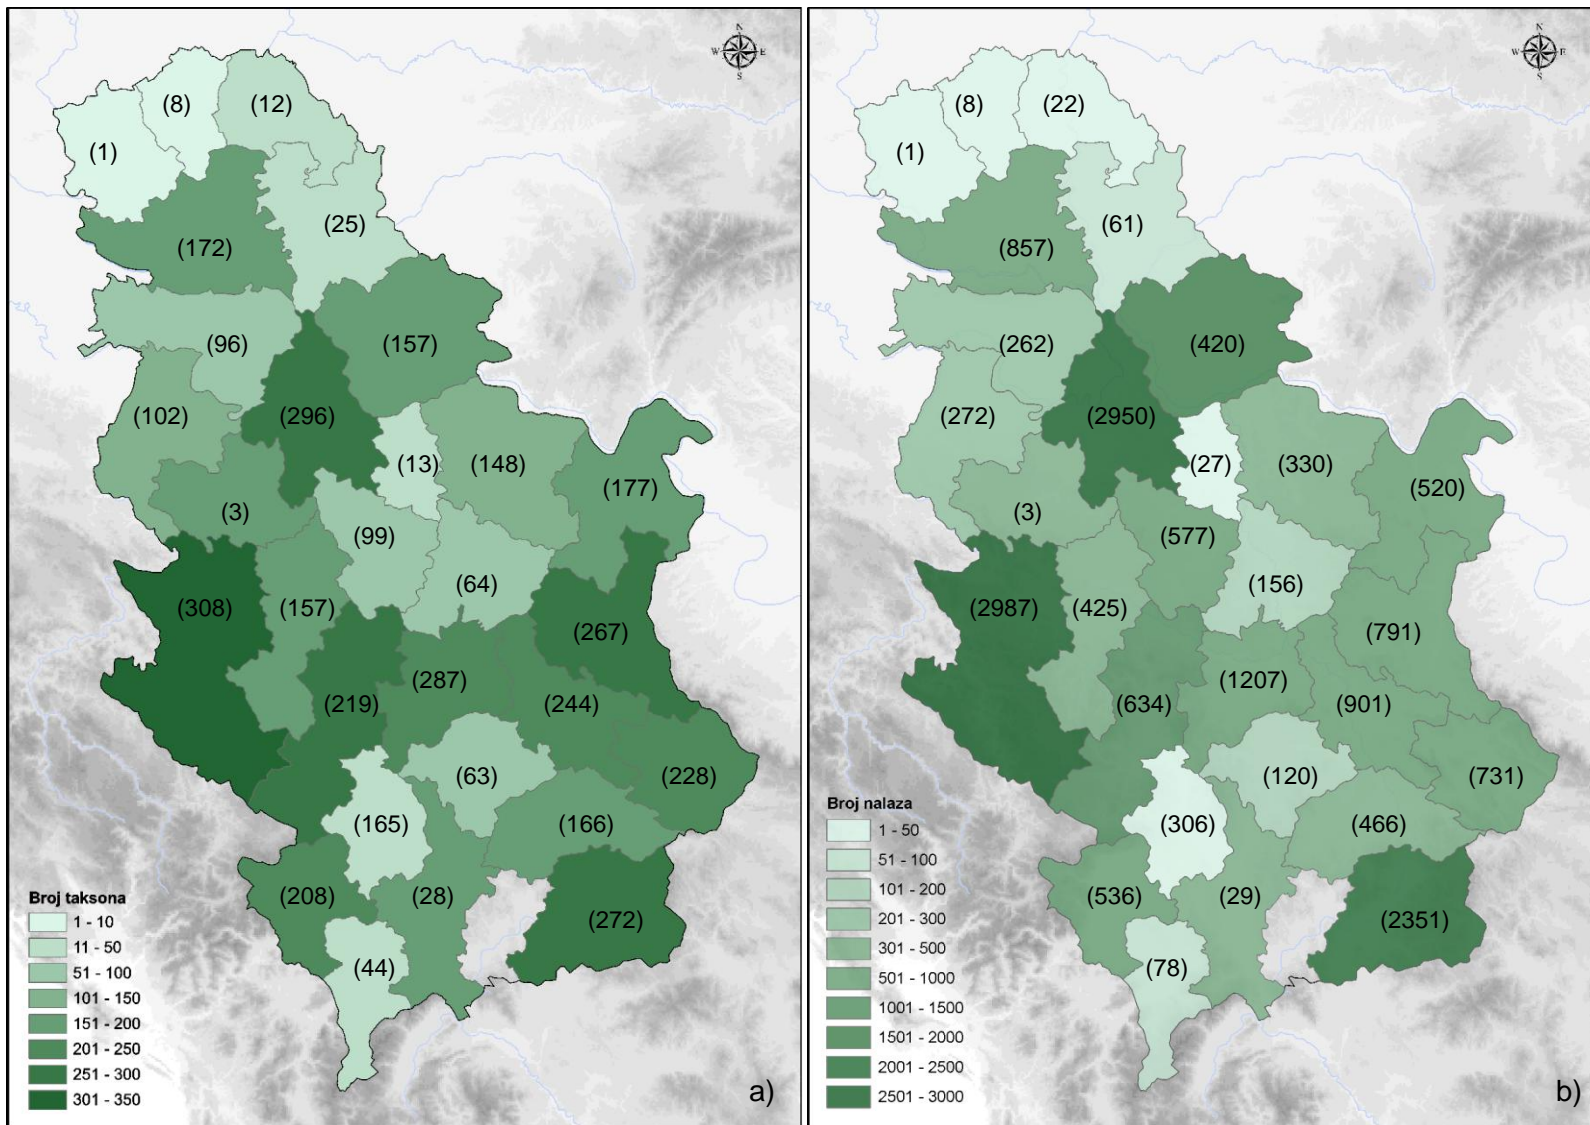 N
W E
S
(1)
(8)
(12)
(25)
(172)
(96)
(157)
(102)
(296)
(13)
(148)
(177)
(3)
(99)
(64)
(308)
(157)
(267)
(219)
(287)
(244)
(63)
(228)
(165)
(166)
(208)
(28)
(272)
(44)
Broj taksona
1 - 10
11 - 50
51 - 100
101 - 150
151 - 200
201 - 250
251 - 300
301 - 350
a)
N
W E
S
(1)
(8)
(22)
(61)
(857)
(262)
(420)
(272)
(2950)
(27)
(330)
(520)
(3)
(577)
(156)
(2987)
(425)
(791)
(634)
(1207)
(901)
(120)
(731)
(306)
(466)
(536)
(29)
(2351)
(78)
Broj nalaza
1 - 50
51 - 100
101 - 200
201 - 300
301 - 500
501 - 1000
1001 - 1500
1501 - 2000
2001 - 2500
2501 - 3000
b)